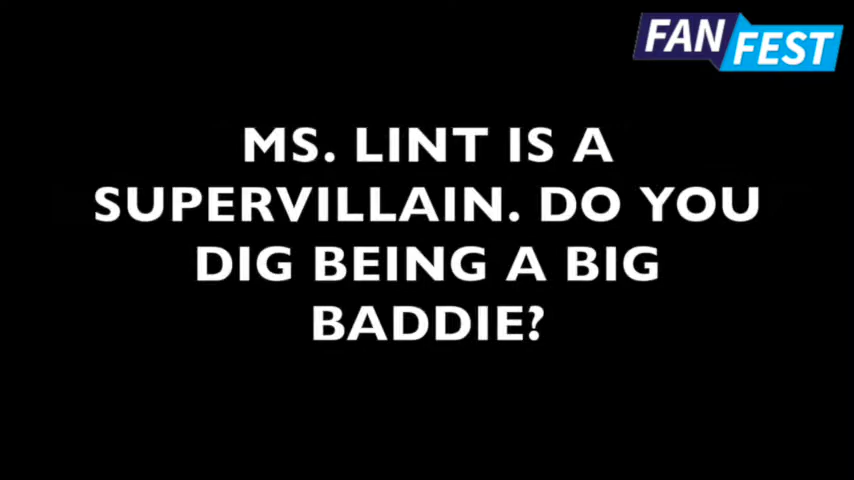 FAN
FEST
MS. LINT IS A
SUPERVILLAIN. DO YOU
DIG BEING A BIG
BADDIE?